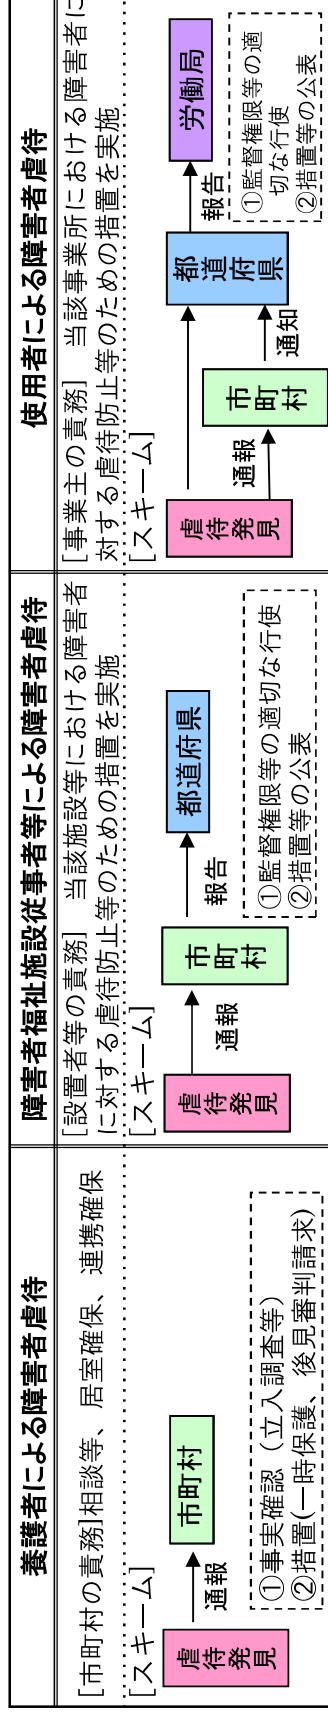 養護者による障害者虐待
[市町村の責務]相談等、居室確保、連携確保
[スキーム]
虐待
発見
通報
市町村
①事実確認（立入調査等）
②措置(一時保護、後見審判請求)
障害者福祉施設従事者等による障害者虐待
[設置者等の責務] 当該施設等における障害者
に対する虐待防止等のための措置を実施
[スキーム]
虐待
発見
通報
市
町
村
報告
都道府県
①監督権限等の適切な行使
②措置等の公表
使用者による障害者虐待
[事業主の責務] 当該事業所における障害者に
対する虐待防止等のための措置を実施
[スキーム]
虐待
発見
通報
市
町
村
通知
都
道
府
県
報告
労働局
①監督権限等の適
切な行使
②措置等の公表